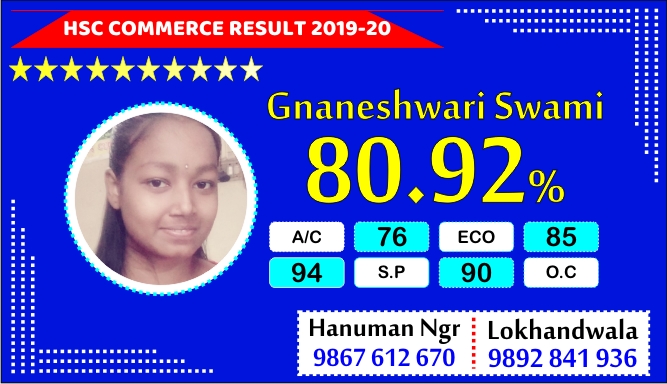 HSC COMMERCE RESULT 2019-20
Gnaneshwari Swami
80.92%
A/C 76 ECO 85
94 S.P 90 O.C
Hanuman Ngr
9867 612 670
Lokhandwala
9892 841 936